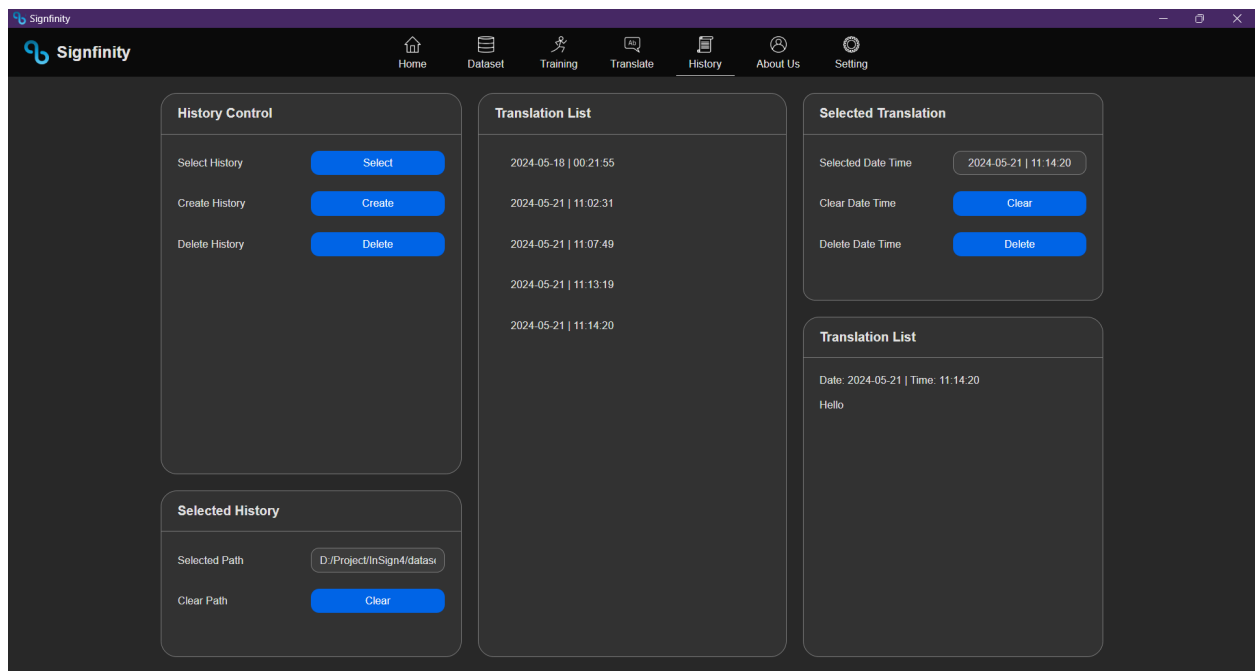 Signfinity
Signfinity
Home
Dataset
Training
Ab
Translate
History
About Us
Setting
History Control
Select History
Select
Create History
Create
Delete History
Delete
Selected History
Selected Path
D:/Project/InSign4/datase
Clear Path
Clear
Translation List
2024-05-18 | 00:21:55
2024-05-21 | 11:02:31
2024-05-21 | 11:07:49
2024-05-21 | 11:13:19
2024-05-21 | 11:14:20
Selected Translation
Selected Date Time
2024-05-21 | 11:14:20
Clear Date Time
Clear
Delete Date Time
Delete
Translation List
Date: 2024-05-21 | Time: 11:14:20
Hello